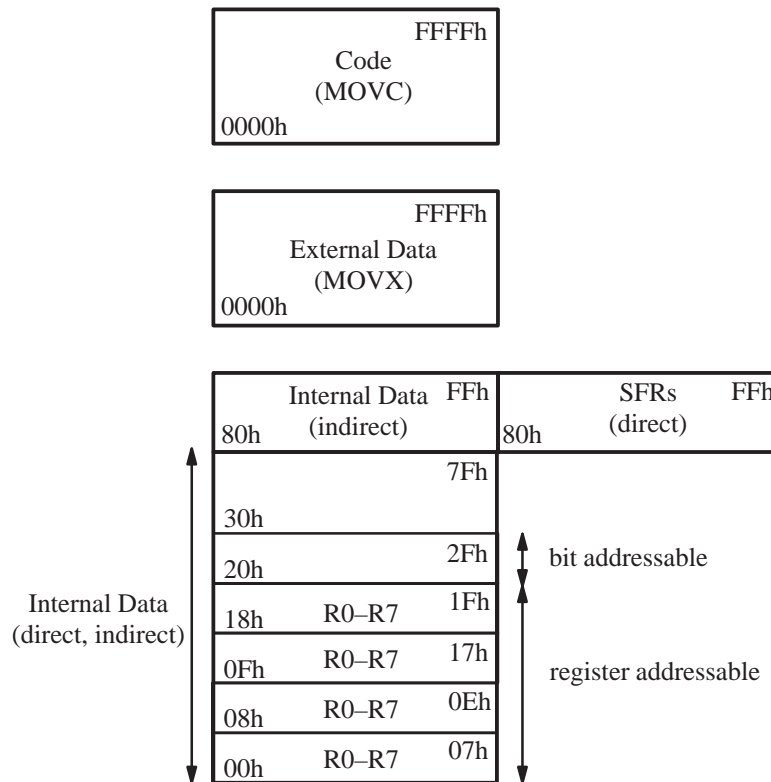 FFFFh
Code
(MOVC)
0000h
FFFFh
External Data
(MOVX)
0000h
Internal Data FFh
(indirect)
80h
SFRs FFh
(direct)
80h
7Fh
30h
2Fh
20h
bit addressable
1Fh
18h R0–R7
17h
0Fh R0–R7
0Eh
08h R0–R7
07h
00h R0–R7
Internal Data
(direct, indirect)
register addressable